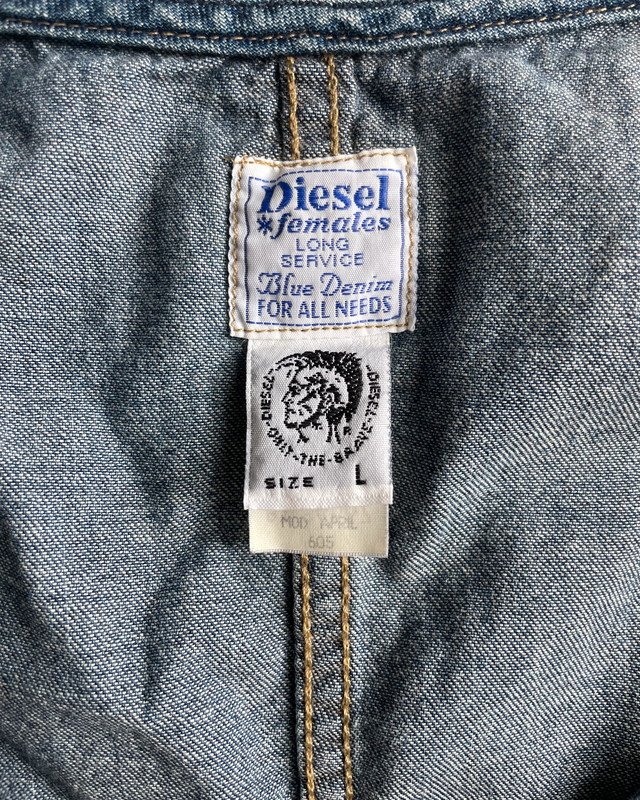 Diesel
*females
LONG
SERVICE
Blue Denim
FOR ALL NEEDS
DIESEL
DIESEL
ONLY-THE-BRAVE
SIZE L
MOD APRIL
605